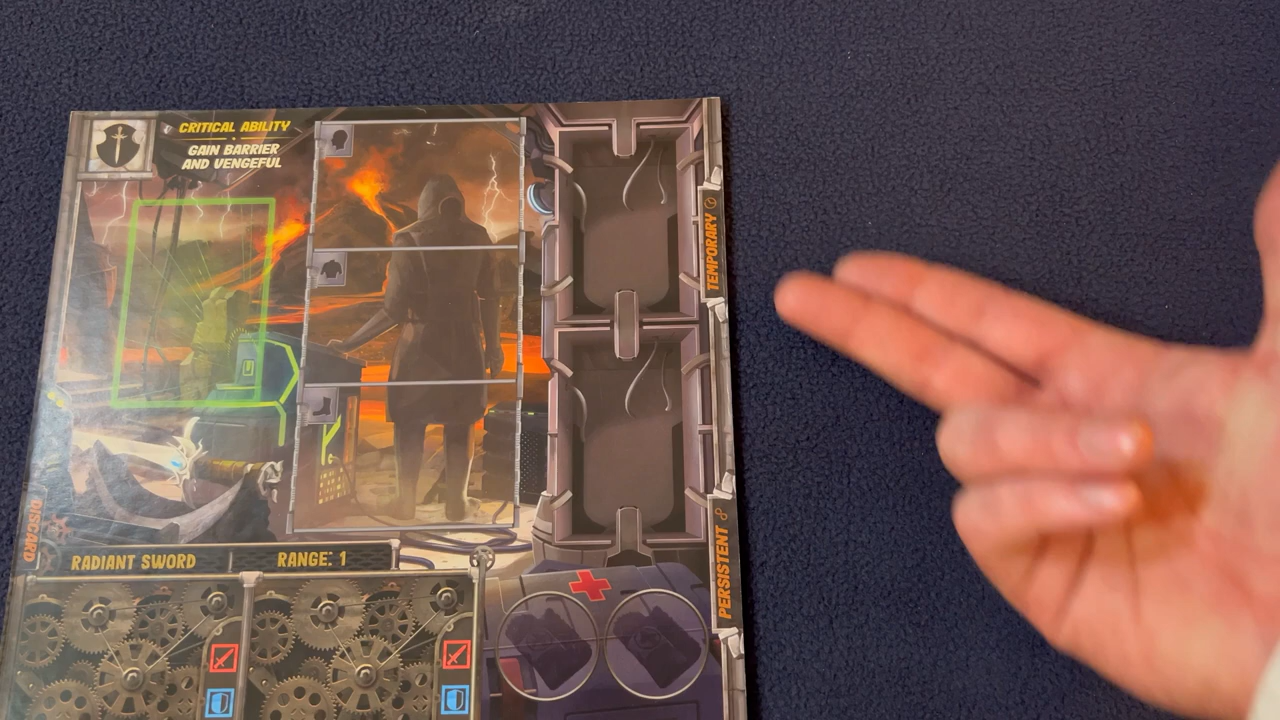 CRITICAL ABILITY
GAIN BARRIER
AND VENGEFUL
TEMPORARY
PERSISTENT
DISCARD
RADIANT SWORD
RANGE: 1